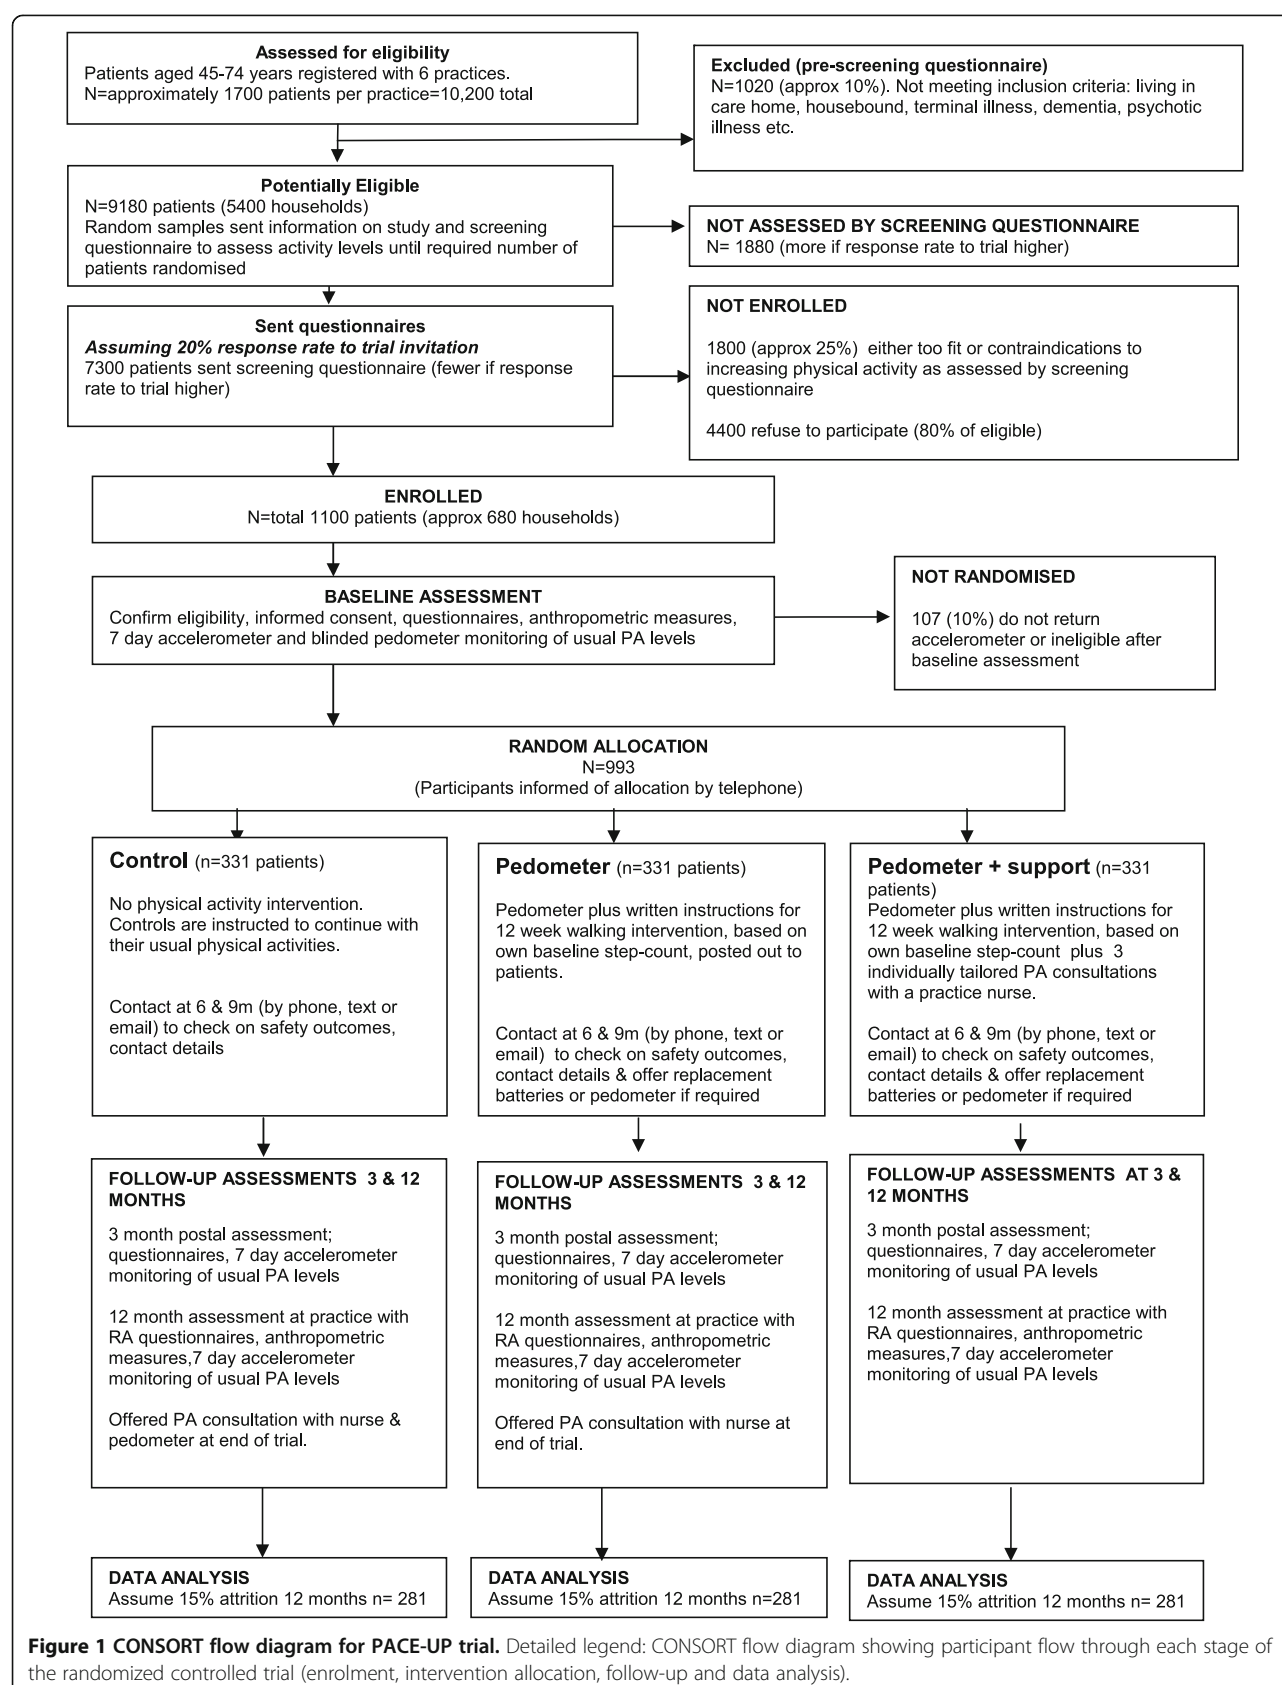 Assessed for eligibility
Patients aged 45-74 years registered with 6 practices.
N=approximately 1700 patients per practice=10,200 total
Excluded (pre-screening questionnaire)
N=1020 (approx 10%). Not meeting inclusion criteria: living in
care home, housebound, terminal illness, dementia, psychotic
illness etc.
Potentially Eligible
N=9180 patients (5400 households)
Random samples sent information on study and screening
questionnaire to assess activity levels until required number of
patients randomised
NOT ASSESSED BY SCREENING QUESTIONNAIRE
N= 1880 (more if response rate to trial higher)
Sent questionnaires
Assuming 20% response rate to trial invitation
7300 patients sent screening questionnaire (fewer if response
rate to trial higher)
NOT ENROLLED
1800 (approx 25%) either too fit or contraindications to
increasing physical activity as assessed by screening
questionnaire
4400 refuse to participate (80% of eligible)
ENROLLED
N=total 1100 patients (approx 680 households)
BASELINE ASSESSMENT
Confirm eligibility, informed consent, questionnaires, anthropometric measures,
7 day accelerometer and blinded pedometer monitoring of usual PA levels
NOT RANDOMISED
107 (10%) do not return
accelerometer or ineligible after
baseline assessment
RANDOM ALLOCATION
N=993
(Participants informed of allocation by telephone)
Control (n=331 patients)
No physical activity intervention.
Controls are instructed to continue with
their usual physical activities.
Contact at 6 & 9m (by phone, text or
email) to check on safety outcomes,
contact details
Pedometer (n=331 patients)
Pedometer plus written instructions for
12 week walking intervention, based on
own baseline step-count, posted out to
patients.
Contact at 6 & 9m (by phone, text or
email) to check on safety outcomes,
contact details & offer replacement
batteries or pedometer if required
Pedometer + support (n=331
patients)
Pedometer plus written instructions for
12 week walking intervention, based on
own baseline step-count plus 3
individually tailored PA consultations
with a practice nurse.
Contact at 6 & 9m (by phone, text or
email) to check on safety outcomes,
contact details & offer replacement
batteries or pedometer if required
FOLLOW-UP ASSESSMENTS 3 & 12
MONTHS
3 month postal assessment;
questionnaires, 7 day accelerometer
monitoring of usual PA levels
12 month assessment at practice with
RA questionnaires, anthropometric
measures,7 day accelerometer
monitoring of usual PA levels
Offered PA consultation with nurse &
pedometer at end of trial.
FOLLOW-UP ASSESSMENTS 3 & 12
MONTHS
3 month postal assessment;
questionnaires, 7 day accelerometer
monitoring of usual PA levels
12 month assessment at practice with
RA questionnaires, anthropometric
measures,7 day accelerometer
monitoring of usual PA levels
Offered PA consultation with nurse at
end of trial.
FOLLOW-UP ASSESSMENTS AT 3 &
12 MONTHS
3 month postal assessment;
questionnaires, 7 day accelerometer
monitoring of usual PA levels
12 month assessment at practice with
RA questionnaires, anthropometric
measures,7 day accelerometer
monitoring of usual PA levels
DATA ANALYSIS
Assume 15% attrition 12 months n= 281
DATA ANALYSIS
Assume 15% attrition 12 months n=281
DATA ANALYSIS
Assume 15% attrition 12 months n= 281
Figure 1 CONSORT flow diagram for PACE-UP trial. Detailed legend: CONSORT flow diagram showing participant flow through each stage of
the randomized controlled trial (enrolment, intervention allocation, follow-up and data analysis).